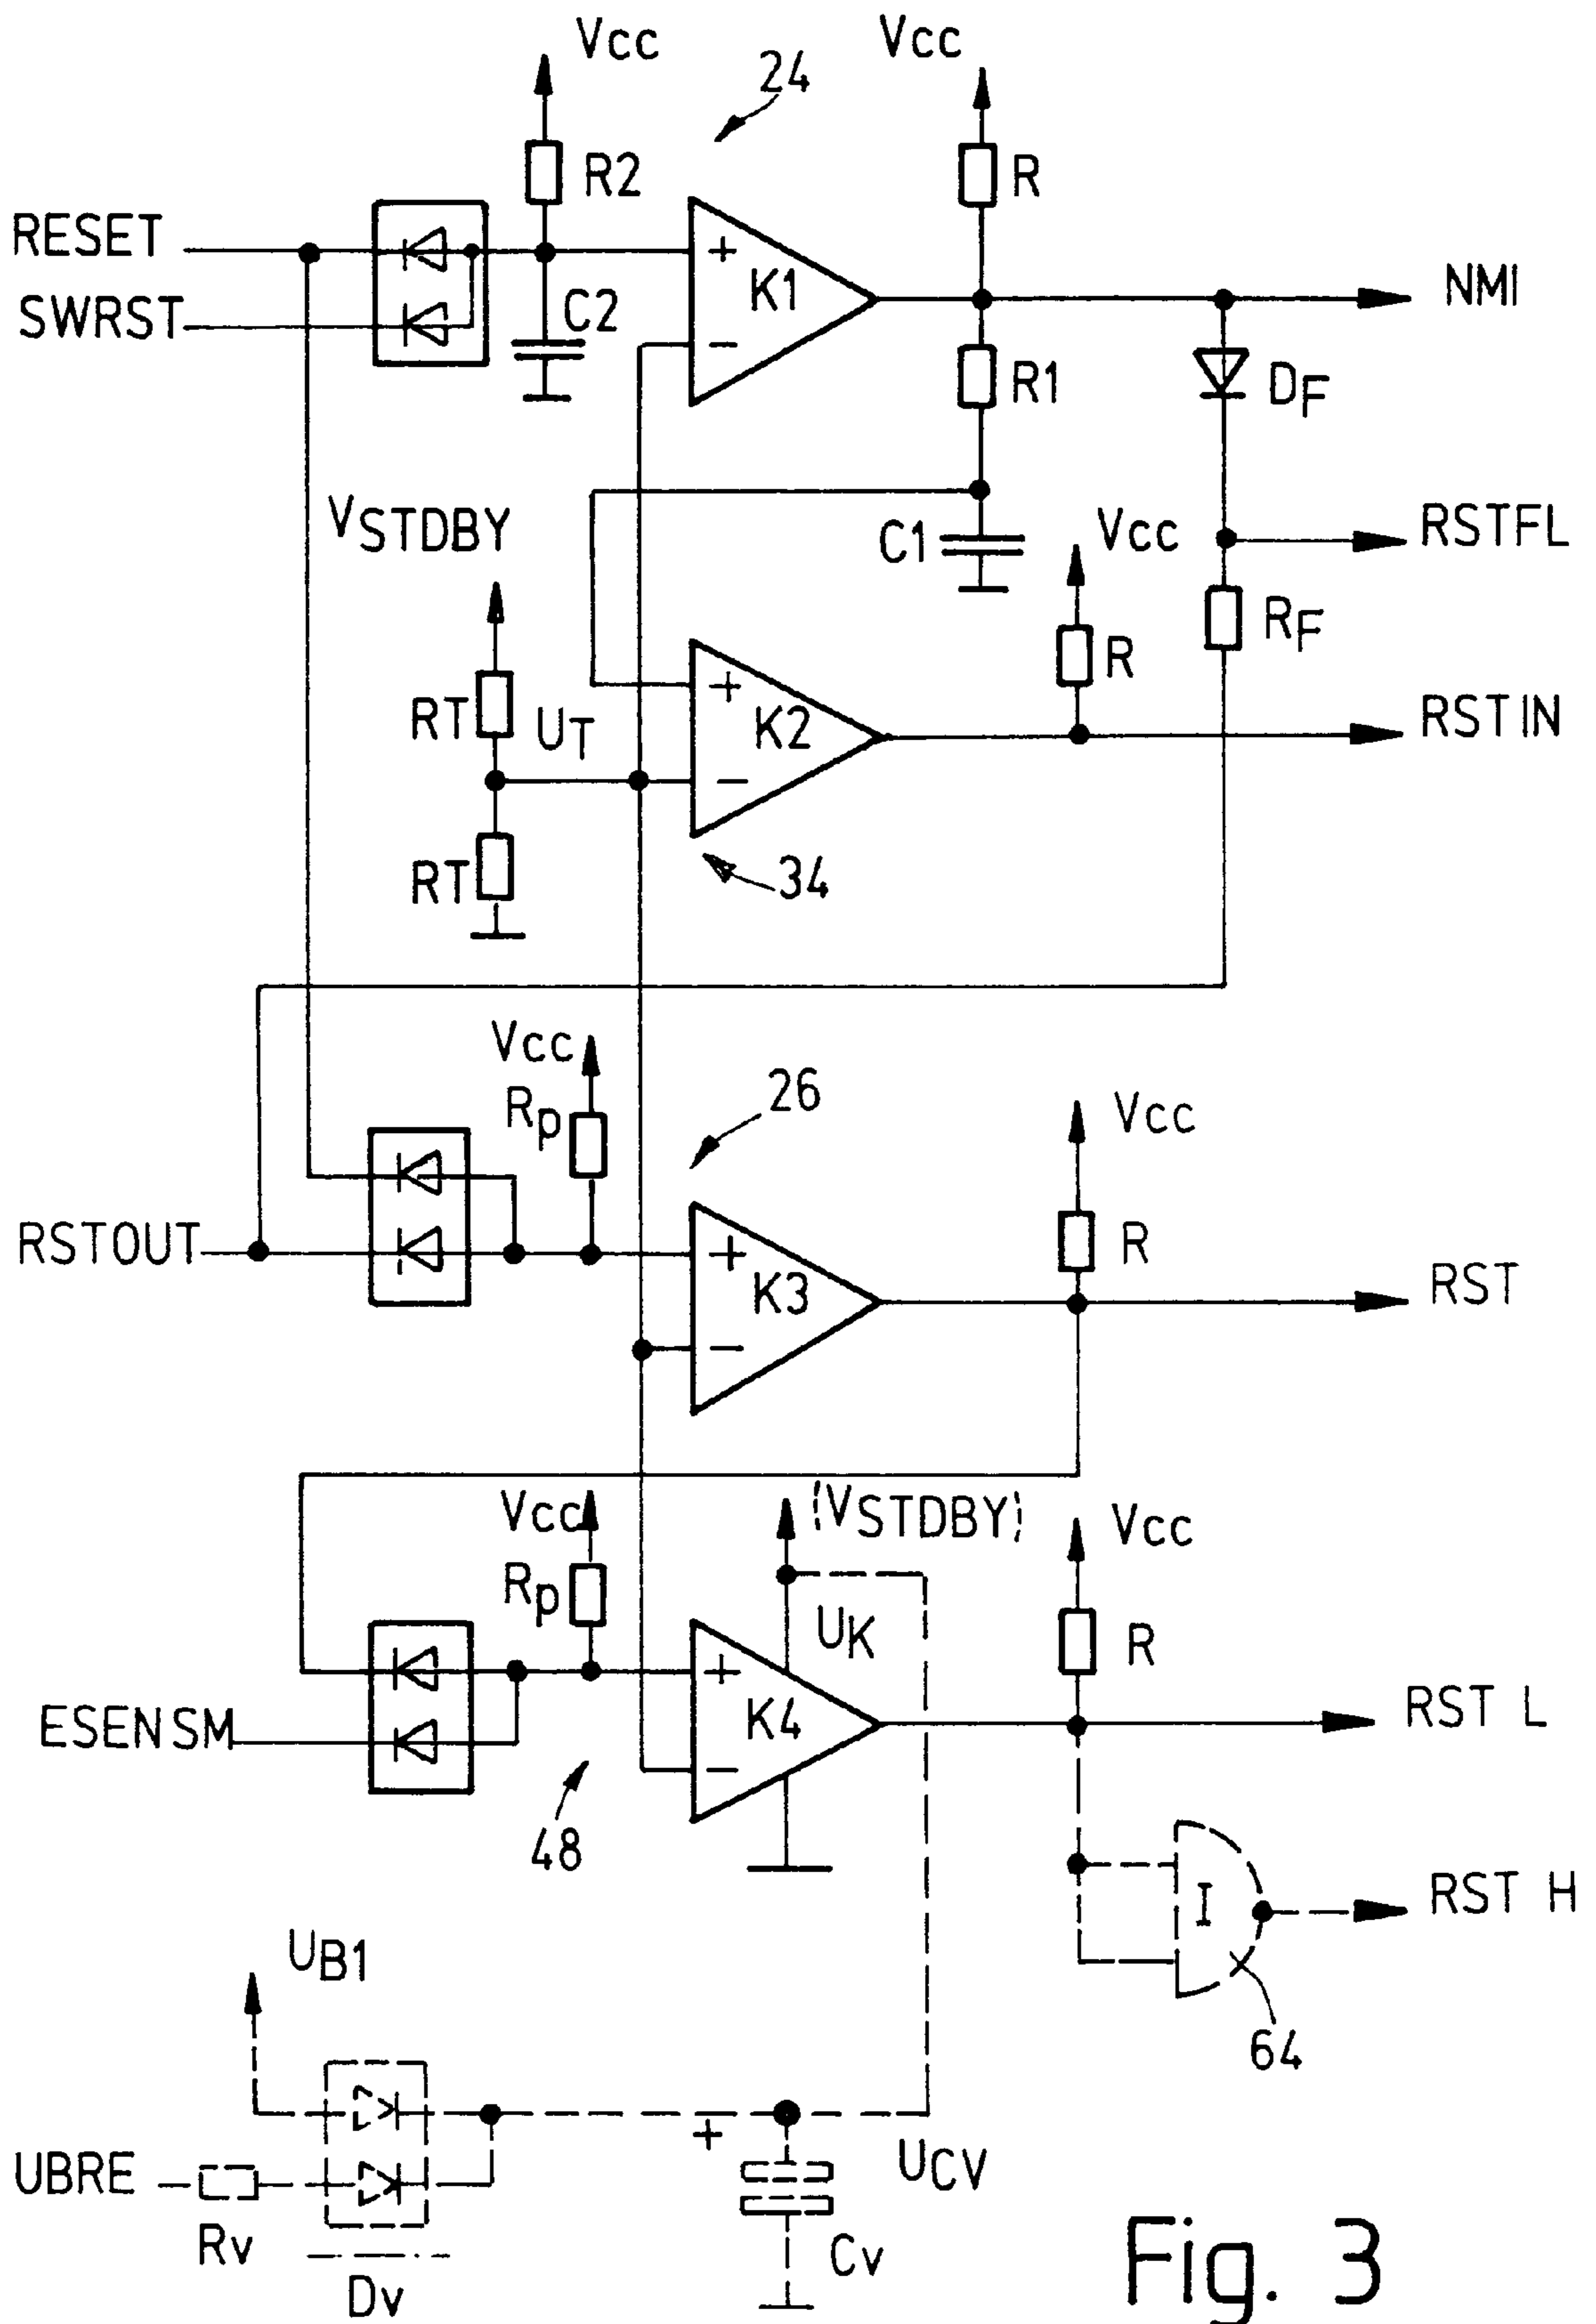 Vcc
Vcc
24
R2
R
RESET
SWRST
+
K1
−
C2
NMI
R1
DF
VSTDBY
C1
Vcc
RSTFL
RF
R
RT
UT
+
K2
−
RSTIN
RT
34
Vcc
Rp
26
Vcc
R
RSTOUT
+
K3
−
RST
Vcc
Rp
(VSTDBY)
Vcc
UK
R
ESENSM
+
K4
−
RST L
48
I
RST H
UB1
64
+
UBRE
UCV
Rv
Cv
Dv
Fig. 3